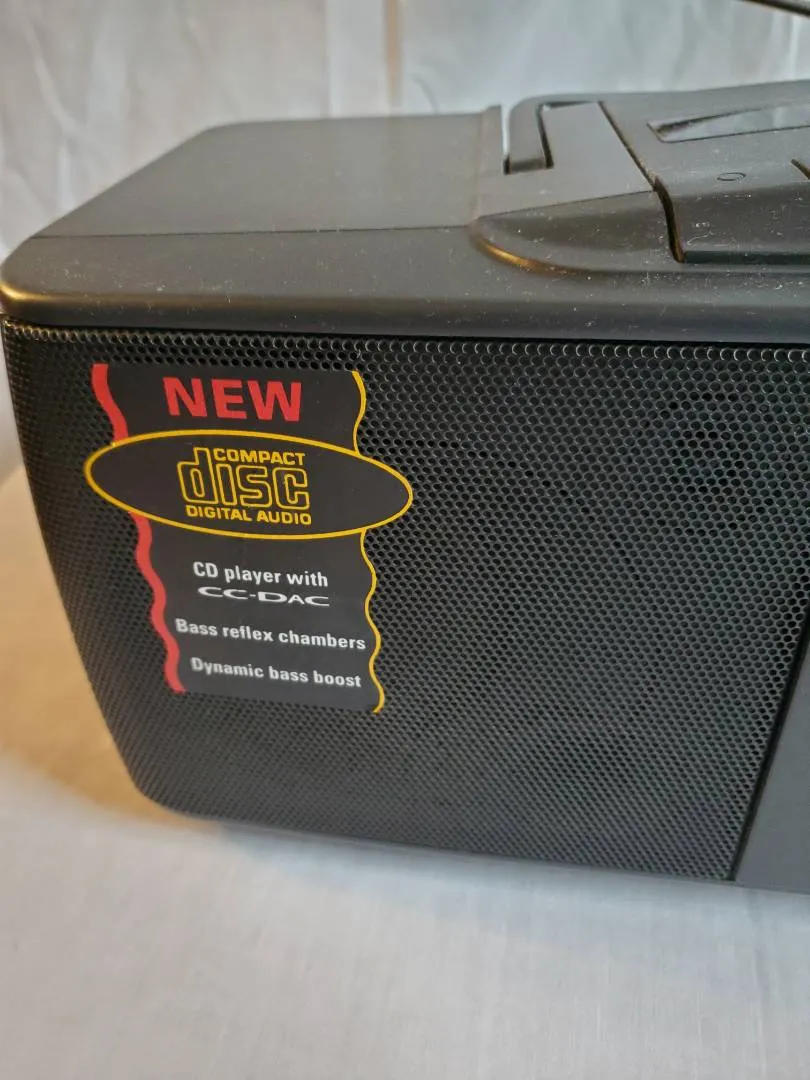 NEW
COMPACT
disc
DIGITAL AUDIO
CD player with
CC-DAC
Bass reflex chambers
Dynamic bass boost